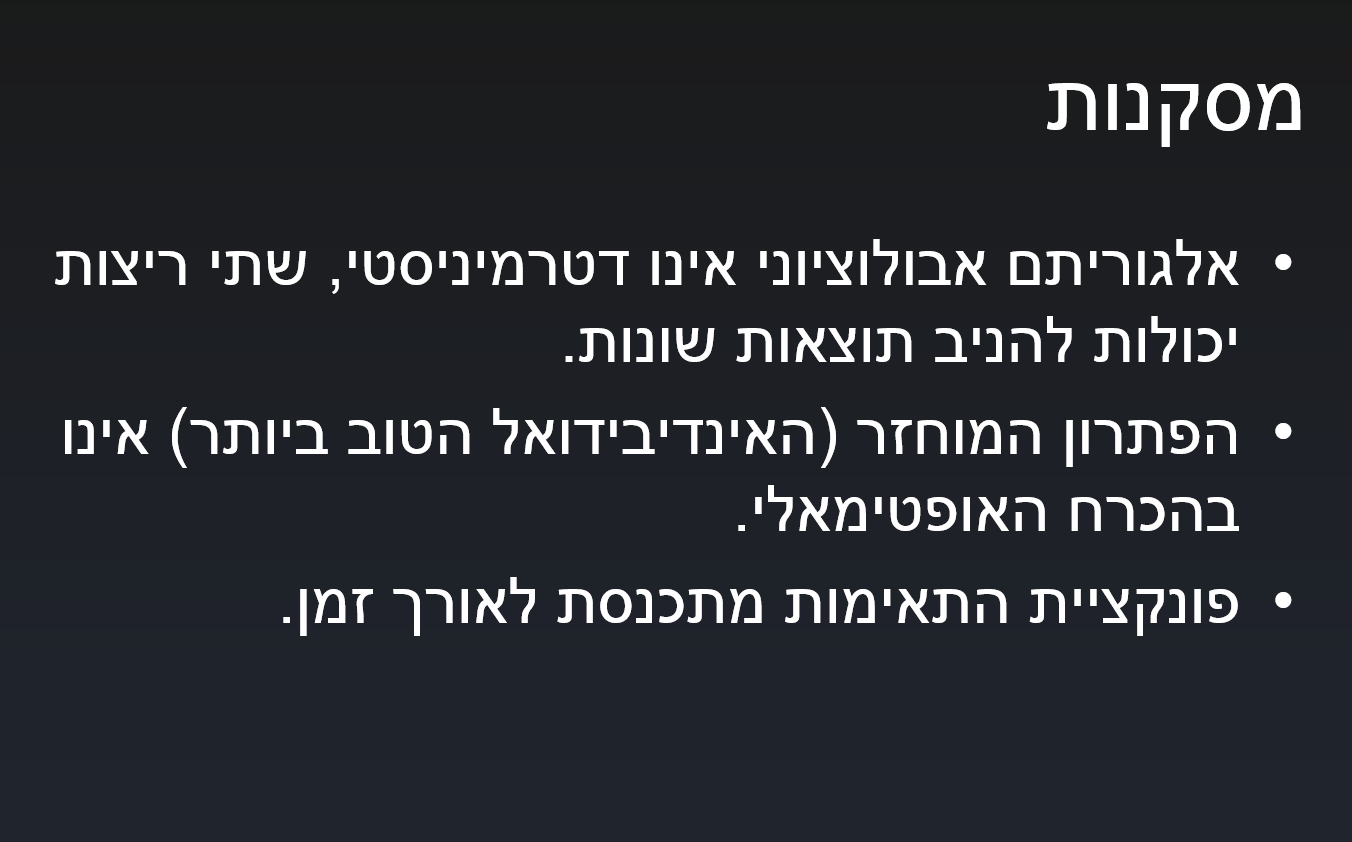 מסקנות
• אלגוריתם אבולוציוני אינו דטרמיניסטי, שתי ריצות
יכולות להניב תוצאות שונות.
• הפתרון המוחזר (האינדיבידואל הטוב ביותר) אינו
בהכרח האופטימאלי.
• פונקציית התאימות מתכנסת לאורך זמן.